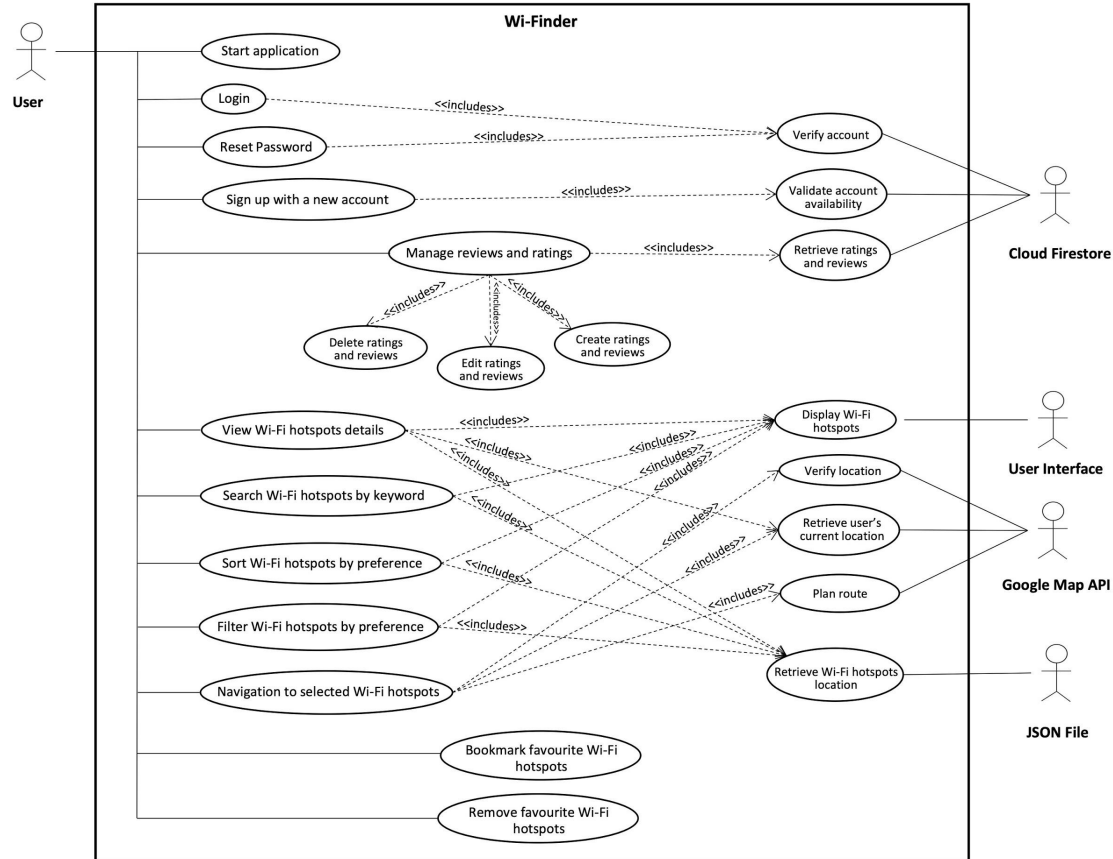 Wi-Finder
User
Start application
Login
<<includes>>
Reset Password
<<includes>>
Verify account
Sign up with a new account
<<includes>>
Validate account
availability
Cloud Firestore
Manage reviews and ratings
<<includes>>
Retrieve ratings
and reviews
<<includes>>
<<includes>>
<<includes>>
Delete ratings
and reviews
Edit ratings
and reviews
Create ratings
and reviews
View Wi-Fi hotspots details
<<includes>>
<<includes>>
<<includes>>
<<includes>>
<<includes>>
<<includes>>
Display Wi-Fi
hotspots
User Interface
Search Wi-Fi hotspots by keyword
<<includes>>
<<includes>>
Verify location
Retrieve user's
current location
Google Map API
Sort Wi-Fi hotspots by preference
<<includes>>
<<includes>>
<<includes>>
Plan route
Filter Wi-Fi hotspots by preference
<<includes>>
Navigation to selected Wi-Fi hotspots
Retrieve Wi-Fi hotspots
location
JSON File
Bookmark favourite Wi-Fi
hotspots
Remove favourite Wi-Fi
hotspots